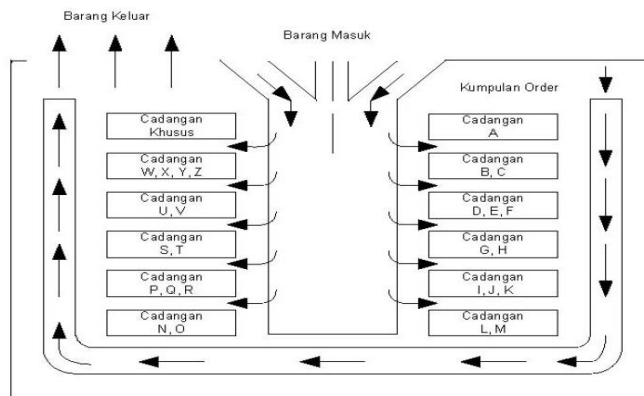 Barang Keluar
Barang Masuk
Kumpulan Order
Cadangan
Khusus
Cadangan
W, X, Y, Z
Cadangan
U, V
Cadangan
S, T
Cadangan
P, Q, R
Cadangan
N, O
Cadangan
A
Cadangan
B, C
Cadangan
D, E, F
Cadangan
G, H
Cadangan
I, J, K
Cadangan
L, M